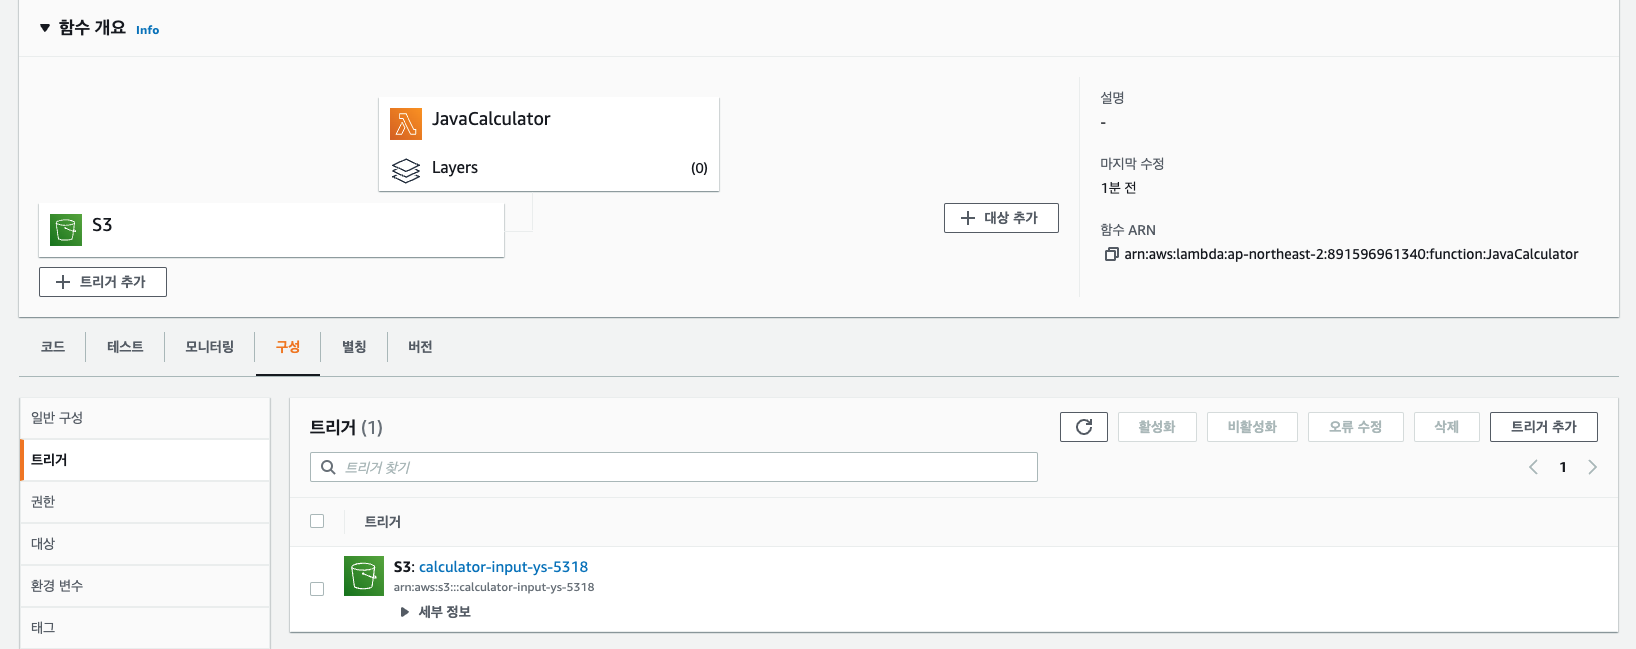 함수 개요 Info
JavaCalculator
Layers (0)
S3
트리거 추가
대상 추가
설명
-
마지막 수정
1분 전
함수 ARN
arn:aws:lambda:ap-northeast-2:891596961340:function:JavaCalculator
코드 테스트 모니터링 구성 별칭 버전
일반 구성
트리거
권한
대상
환경 변수
태그
트리거 (1)
활성화 비활성화 오류 수정 삭제 트리거 추가
트리거 찾기
1
트리거
S3: calculator-input-ys-5318
arn:aws:s3:::calculator-input-ys-5318
세부 정보